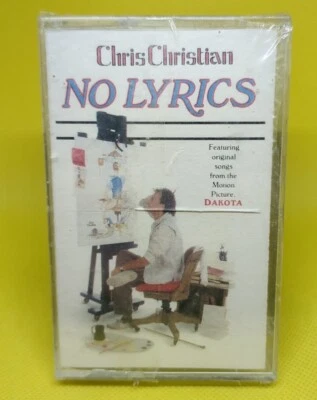 Chris Christian
NO LYRICS
Featuring
original
songs
from the
Motion
Picture,
DAKOTA